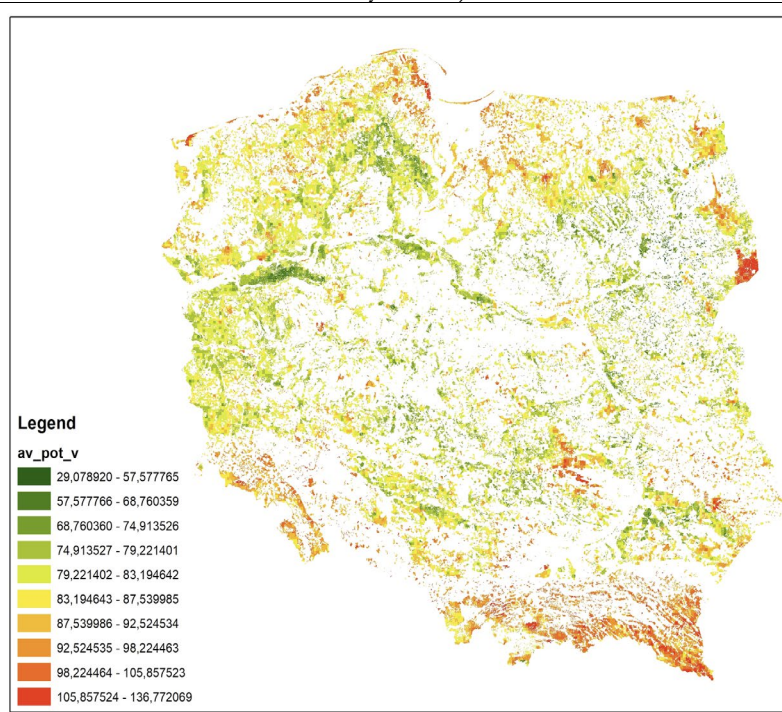 Legend
av_pot_v
29,078920 - 57,577765
57,577766 - 68,760359
68,760360 - 74,913526
74,913527 - 79,221401
79,221402 - 83,194642
83,194643 - 87,539985
87,539986 - 92,524534
92,524535 - 98,224463
98,224464 - 105,857523
105,857524 - 136,772069